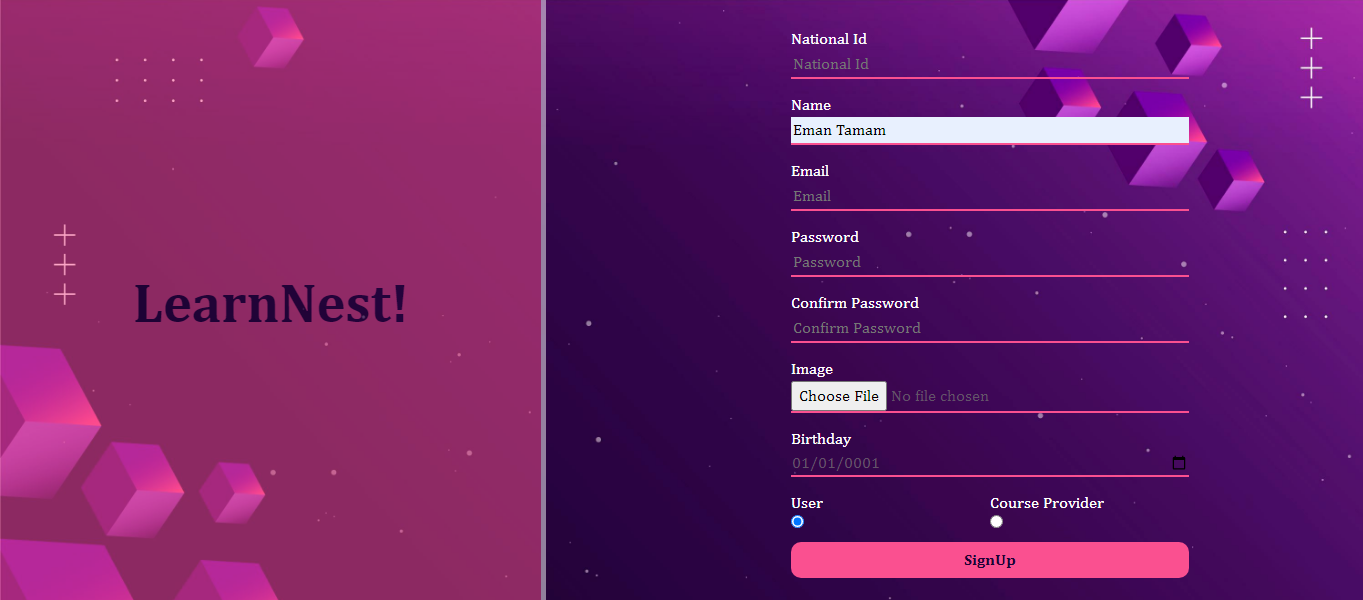 LearnNest!
National Id
National Id
Name
Eman Tamam
Email
Email
Password
Password
Confirm Password
Confirm Password
Image
Choose File No file chosen
Birthday
01/01/0001
User Course Provider
SignUp